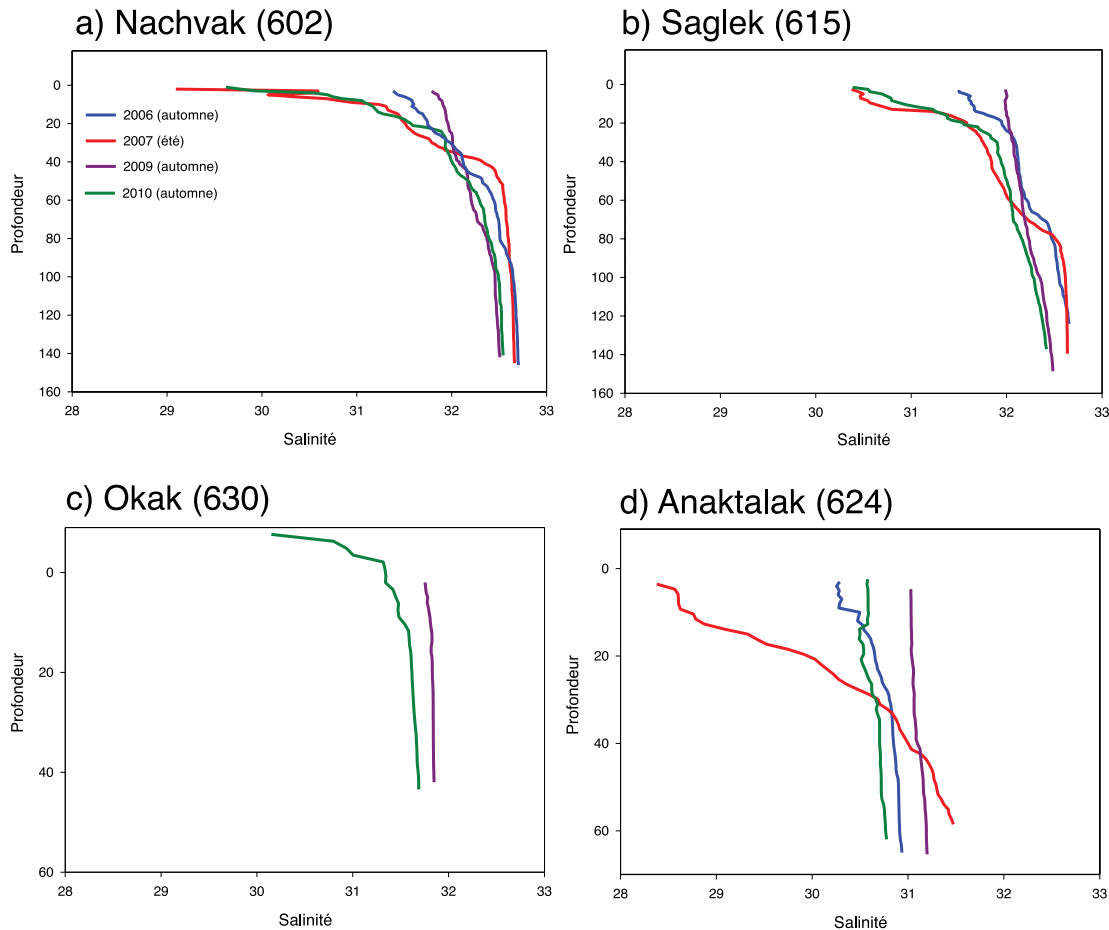 a) Nachvak (602)
Profondeur
0
20
40
60
80
100
120
140
160
2006 (automne)
2007 (été)
2009 (automne)
2010 (automne)
28 29 30 31 32 33
Salinité
b) Saglek (615)
Profondeur
0
20
40
60
80
100
120
140
160
28 29 30 31 32 33
Salinité
c) Okak (630)
Profondeur
0
20
40
60
28 29 30 31 32 33
Salinité
d) Anaktalak (624)
Profondeur
0
20
40
60
28 29 30 31 32 33
Salinité